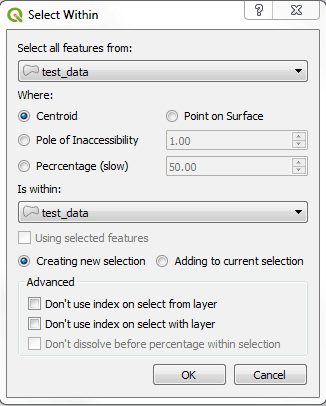 Select Within
Select all features from:
test_data
Where:
Centroid
Point on Surface
Pole of Inaccessibility
1.00
Pecrcentage (slow)
50.00
Is within:
test_data
Using selected features
Creating new selection
Adding to current selection
Advanced
Don't use index on select from layer
Don't use index on select with layer
Don't dissolve before percentage within selection
OK
Cancel